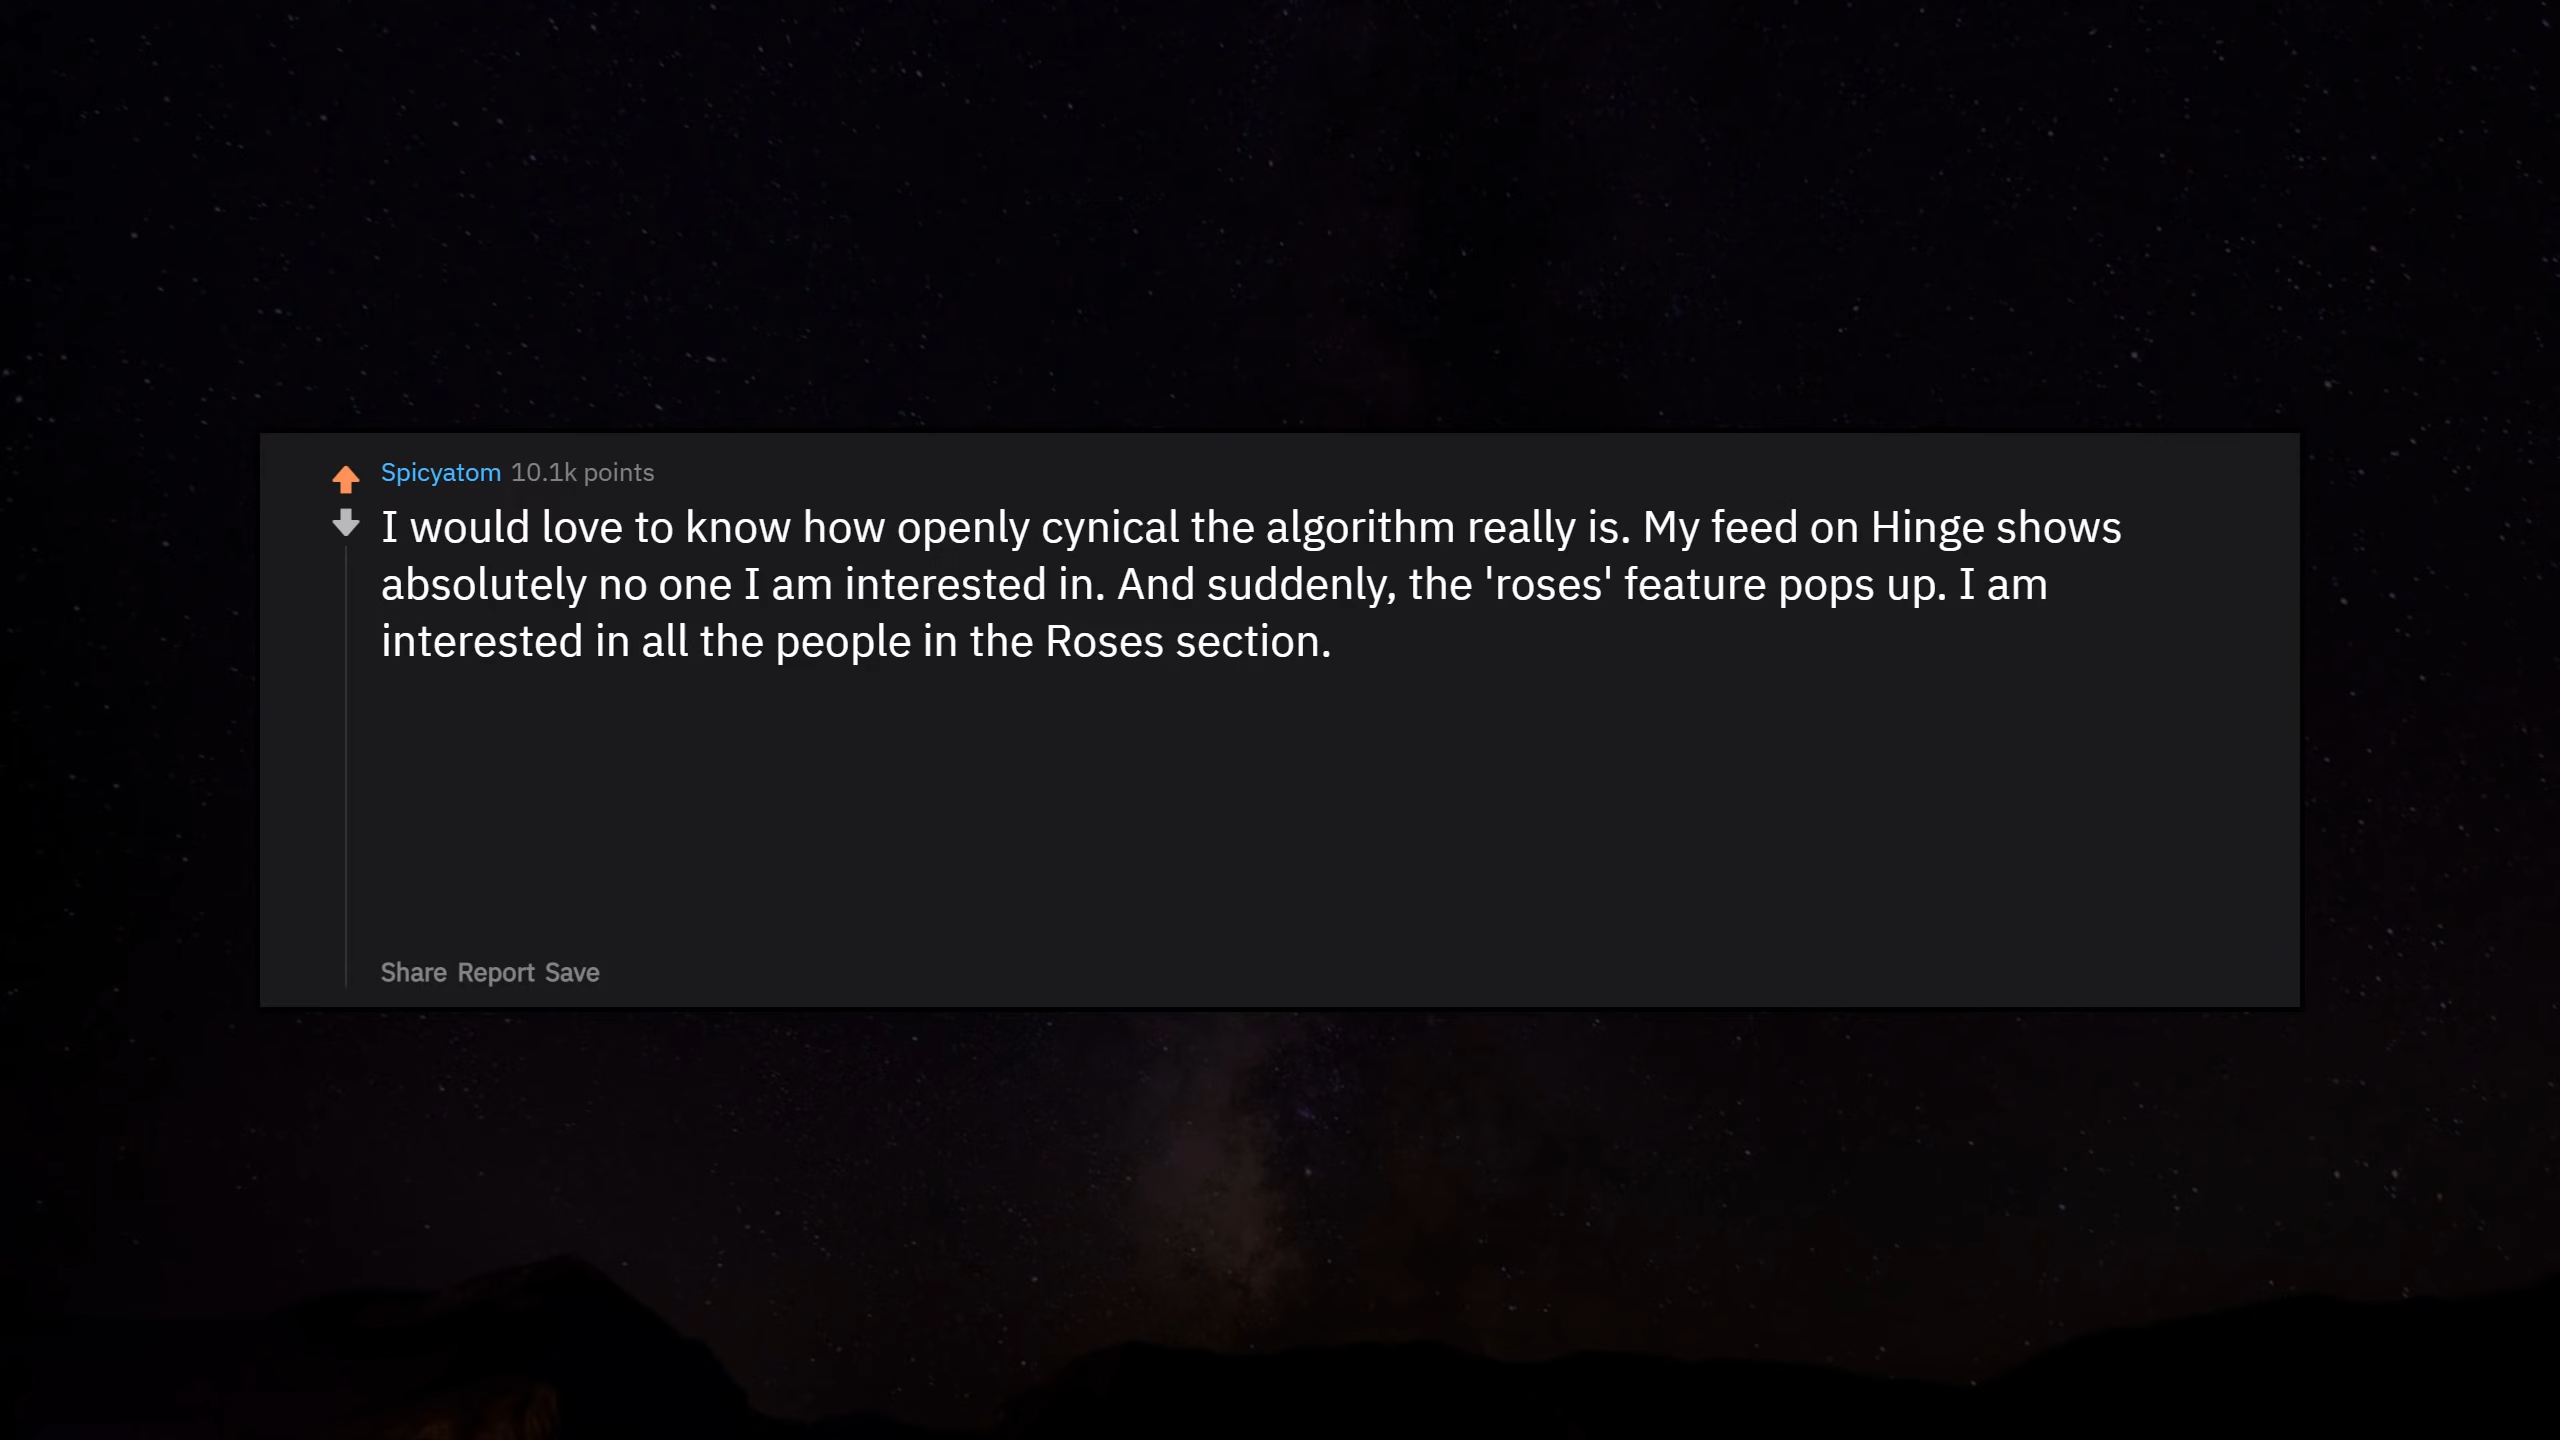 Spicyatom 10.1k points
I would love to know how openly cynical the algorithm really is. My feed on Hinge shows
absolutely no one I am interested in. And suddenly, the 'roses' feature pops up. I am
interested in all the people in the Roses section.
Share Report Save